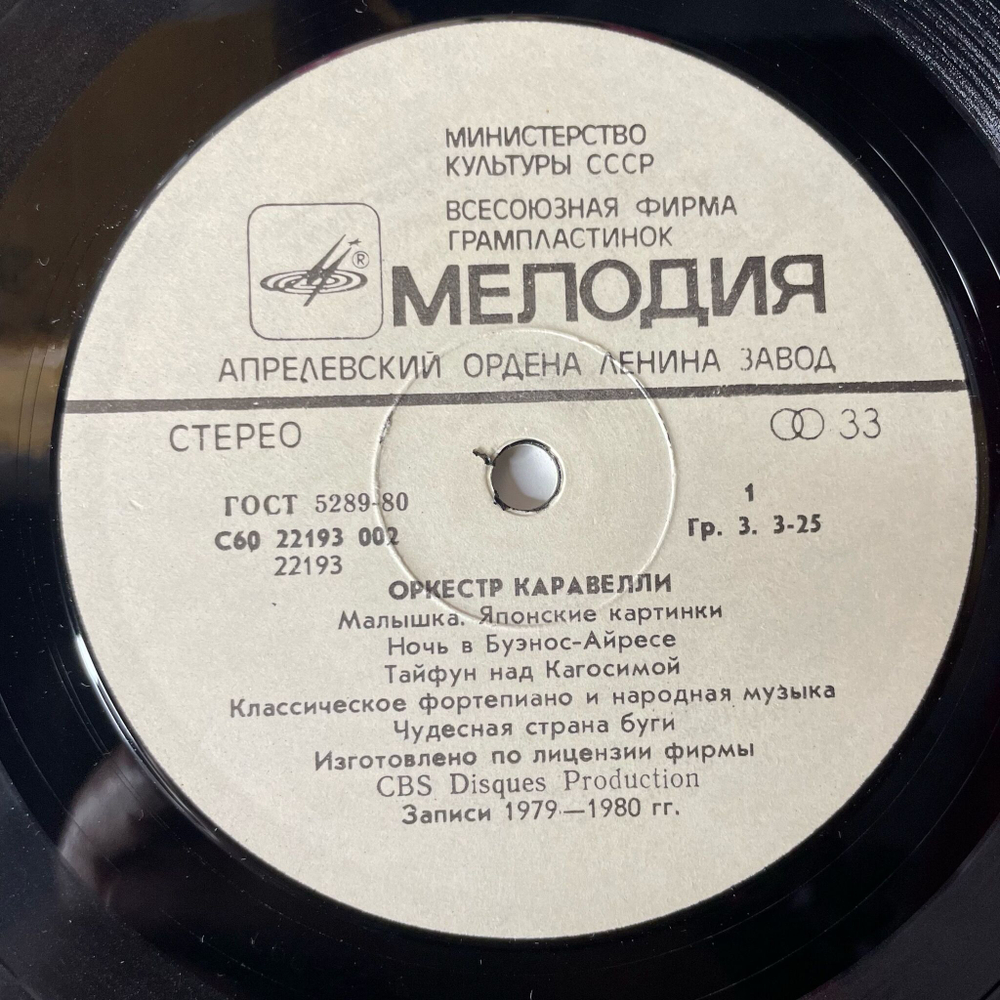 МИНИСТЕРСТВО
КУЛЬТУРЫ СССР
ВСЕСОЮЗНАЯ ФИРМА
ГРАМПЛАСТИНОК
®
МЕЛОДИЯ
АПРЕЛЕВСКИЙ ОРДЕНА ЛЕНИНА ЗАВОД
СТЕРЕО
33
ГОСТ 5289-80
1
С60 22193 002
Гр. 3. 3-25
22193
ОРКЕСТР КАРАВЕЛЛИ
Малышка. Японские картинки
Ночь в Буэнос-Айресе
Тайфун над Кагосимой
Классическое фортепиано и народная музыка
Чудесная страна буги
Изготовлено по лицензии фирмы
CBS Disques Production
Записи 1979—1980 гг.